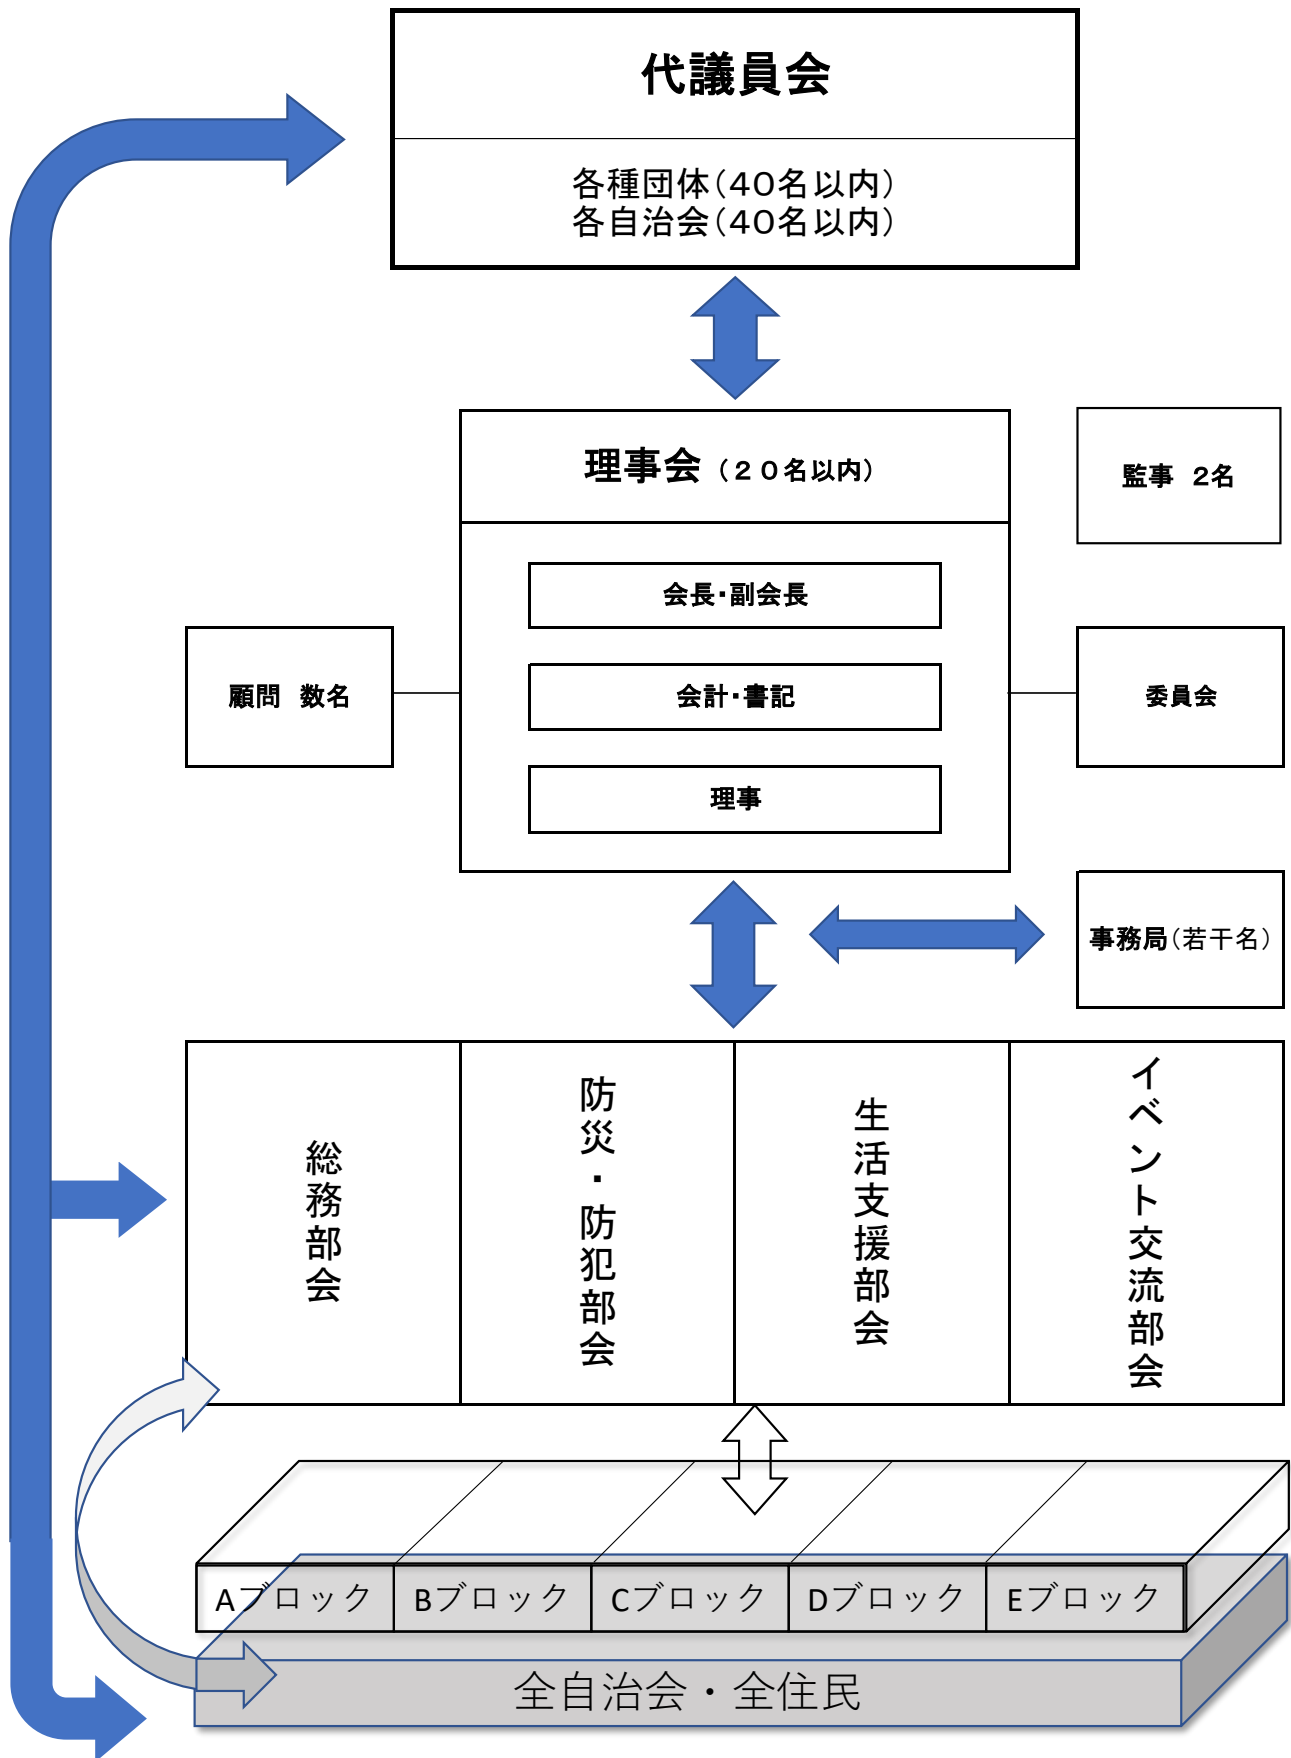 代議員会
各種団体(40名以内)
各自治会(40名以内)
理事会(20名以内)
監事 2名
会長・副会長
顧問 数名
会計・書記
委員会
理事
事務局(若干名)
総務部会
防災・防犯部会
生活支援部会
イベント交流部会
Aブロック
Bブロック
Cブロック
Dブロック
Eブロック
全自治会・全住民